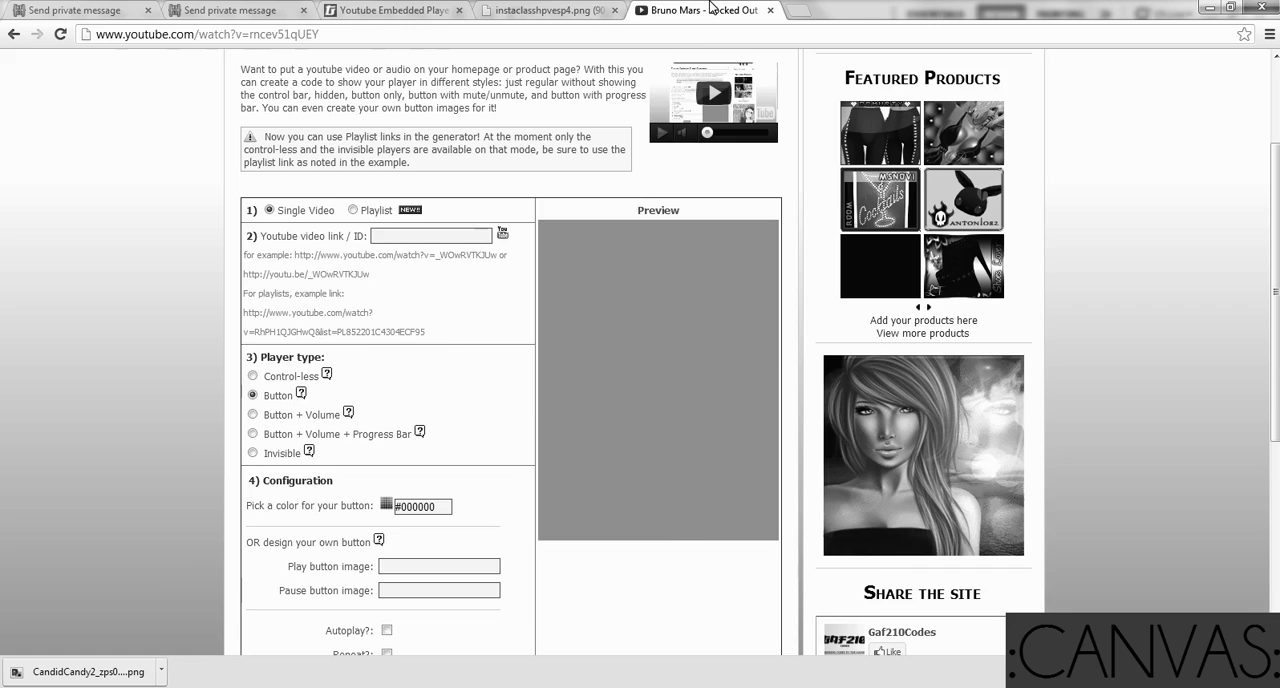 Send private message
Send private message
Youtube Embedded Playe
instaclasshpvesp4.png (90
Bruno Mars - Locked Out
www.youtube.com/watch?v=rncev51qUEY
Want to put a youtube video or audio on your homepage or product page? With this you
can create a code to show your player in different styles: just regular without showing
the control bar, hidden, button only, button with mute/unmute, and button with progress
bar. You can even create your own button images for it!
Now you can use Playlist links in the generator! At the moment only the
control-less and the invisible players are available on that mode, be sure to use the
playlist link as noted in the example.
1) Single Video Playlist NEW!!
2) Youtube video link / ID:
for example: http://www.youtube.com/watch?v=_WOwRVTKJUw or
http://youtu.be/_WOwRVTKJUw
For playlists, example link:
http://www.youtube.com/watch?
v=RhPH1QJGHwQ&list=PL852201C4304ECF95
3) Player type:
Control-less
Button
Button + Volume
Button + Volume + Progress Bar
Invisible
4) Configuration
Pick a color for your button: #000000
OR design your own button
Play button image:
Pause button image:
Autoplay?:
Repeat?:
Preview
Featured Products
MSNOVI
ROOM
Cocktails
ANTONIO82
Add your products here
View more products
Share the site
GAF210
Gaf210Codes
Like
:CANVAS:
CandidCandy2_zps0....png